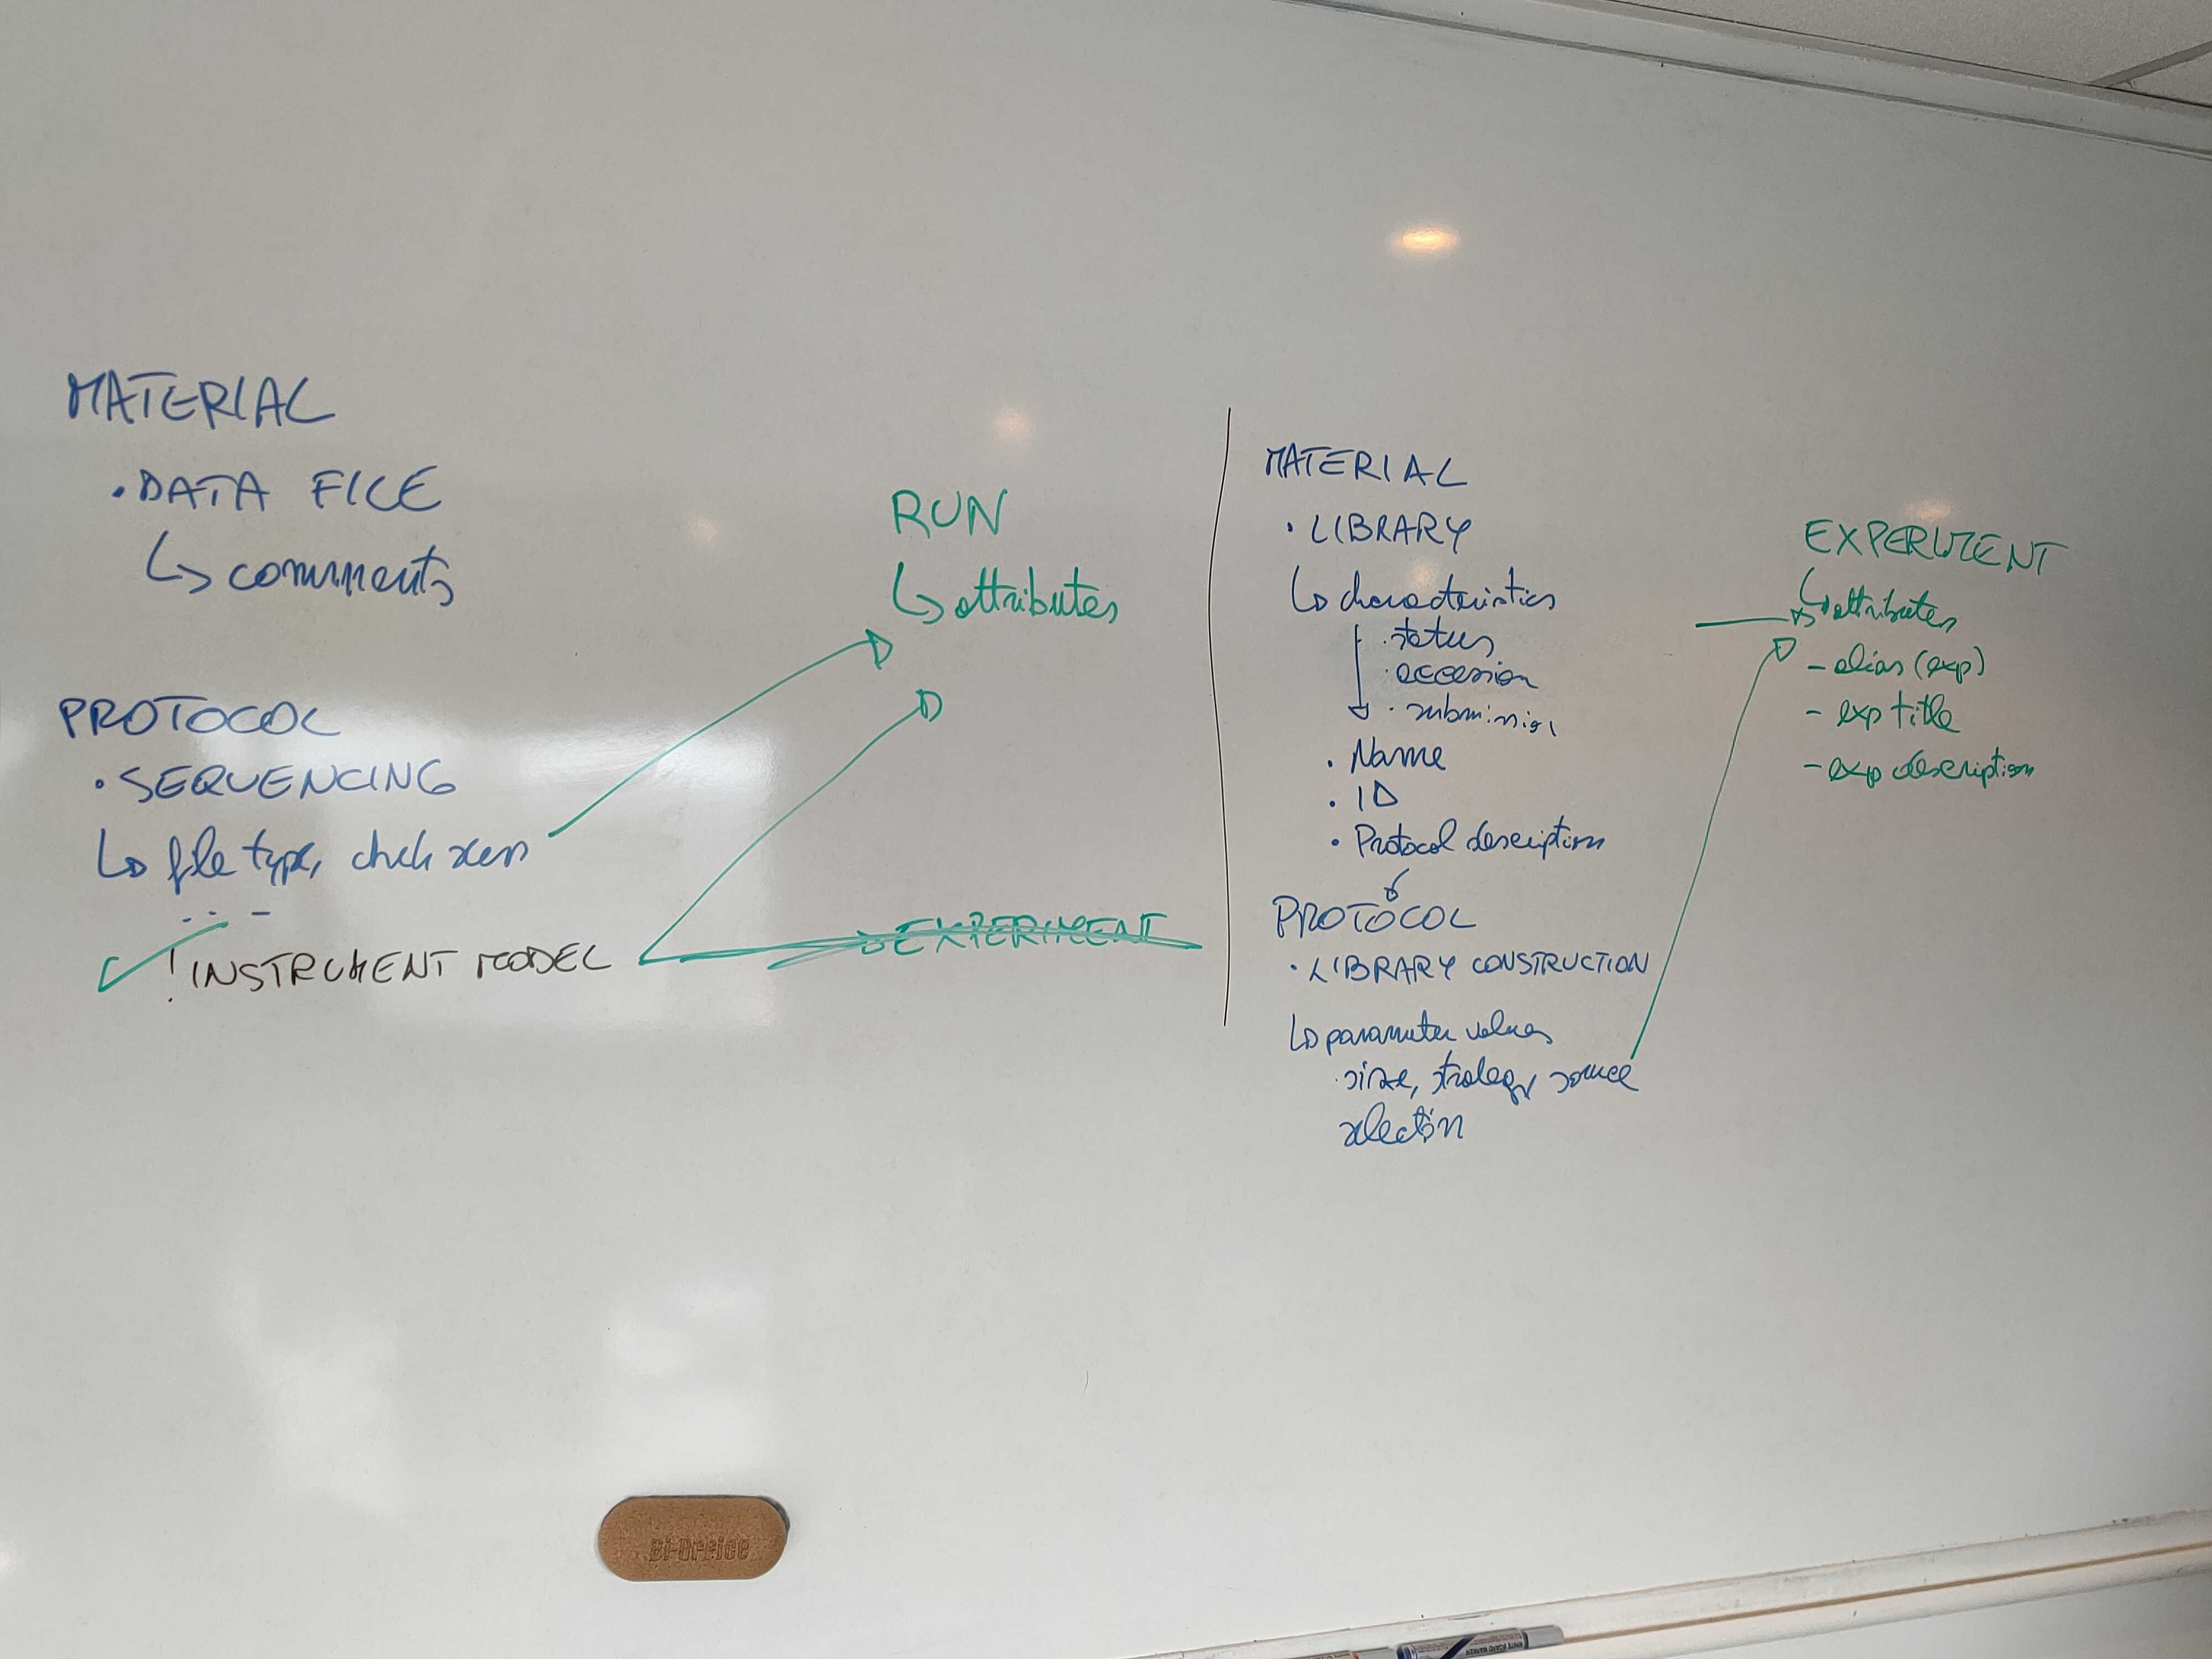 MATERIAL
• DATA FILE
↳ comments
PROTOCOL
• SEQUENCING
↳ file type, check sem
.. –
! INSTRUMENT MODEL
RUN
↳ attributes
EXPERIMENT
MATERIAL
• LIBRARY
↳ characteristics
• status
• accession
• submission
• Name
• ID
• Protocol description
PROTOCOL
• LIBRARY CONSTRUCTION
↳ parameter values
• size, strategy, source
selection
EXPERIMENT
↳ attributes
- alias (exp)
- exp title
- exp description
Bi-Office